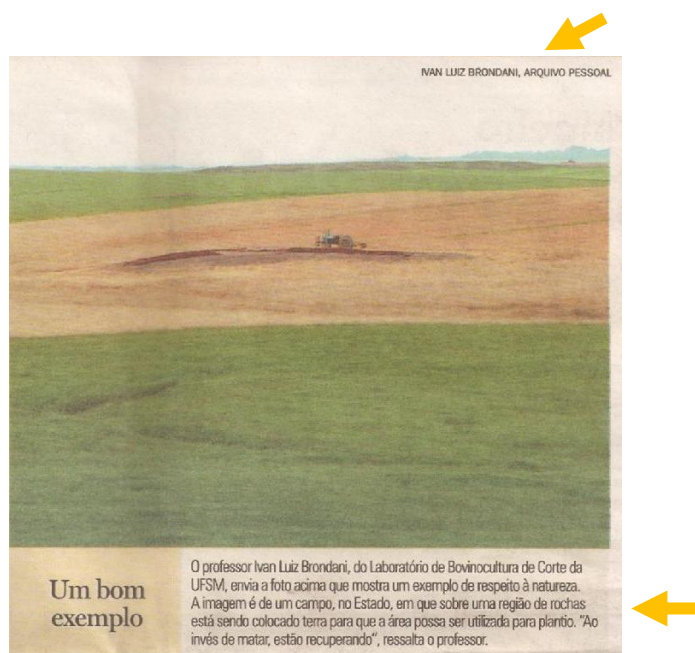 IVAN LUIZ BRONDANI, ARQUIVO PESSOAL
Um bom
exemplo
O professor Ivan Luiz Brondani, do Laboratório de Bovinocultura de Corte da
UFSM, envia a foto acima que mostra um exemplo de respeito à natureza.
A imagem é de um campo, no Estado, em que sobre uma região de rochas
está sendo colocado terra para que a área possa ser utilizada para plantio. "Ao
invés de matar, estão recuperando", ressalta o professor.